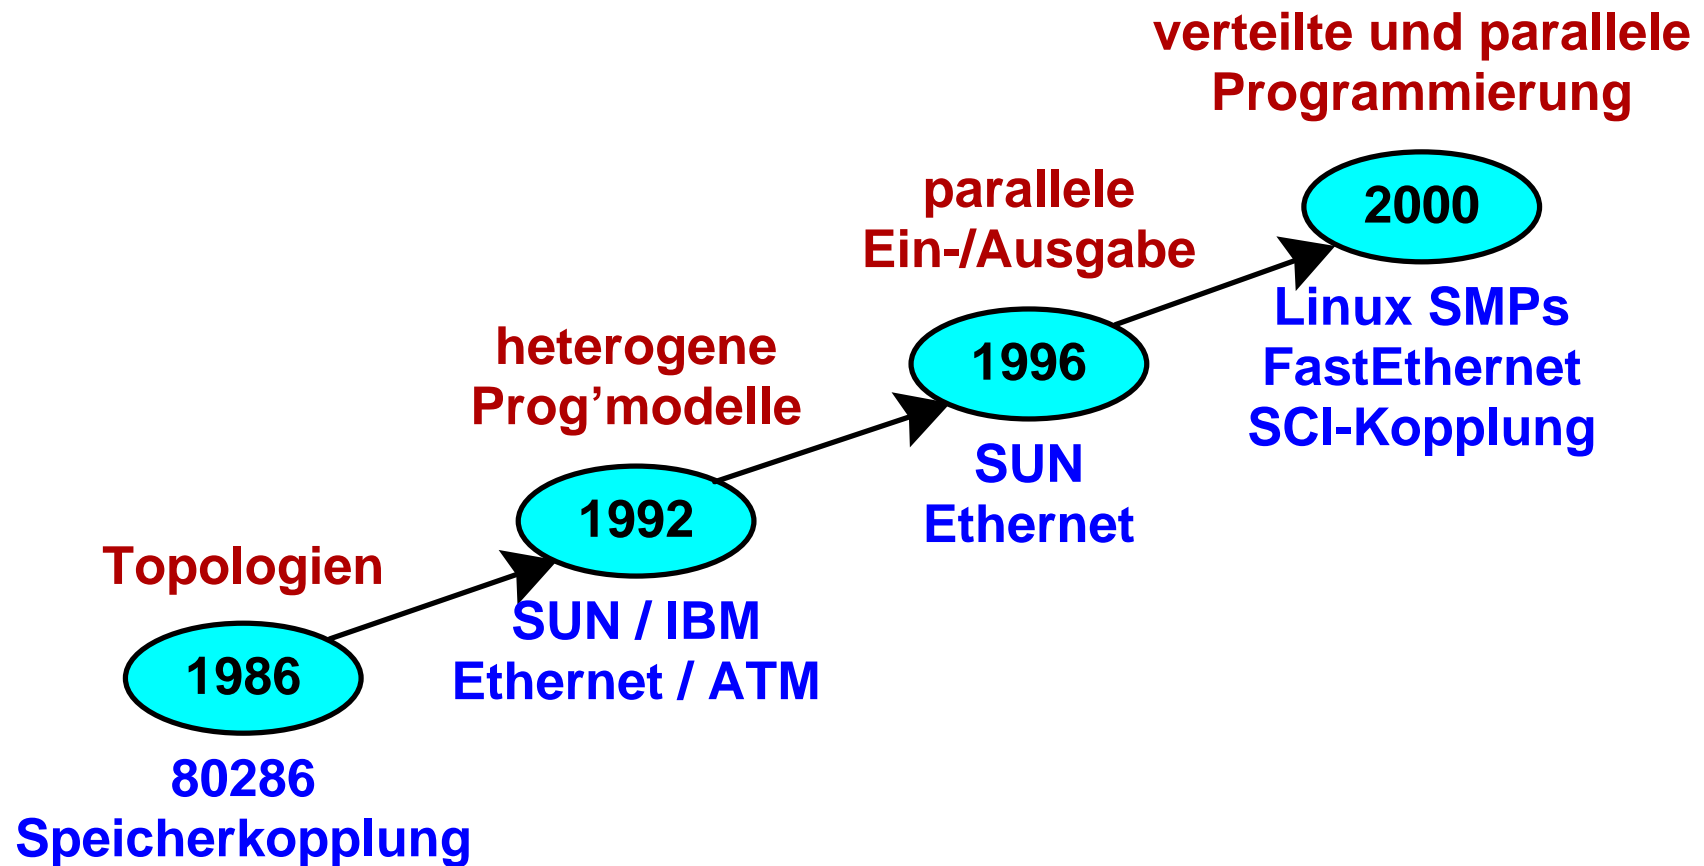 Topologien
1986
80286
Speicherkopplung
heterogene
Prog’modelle
1992
SUN / IBM
Ethernet / ATM
parallele
Ein-/Ausgabe
1996
SUN
Ethernet
verteilte und parallele
Programmierung
2000
Linux SMPs
FastEthernet
SCI-Kopplung